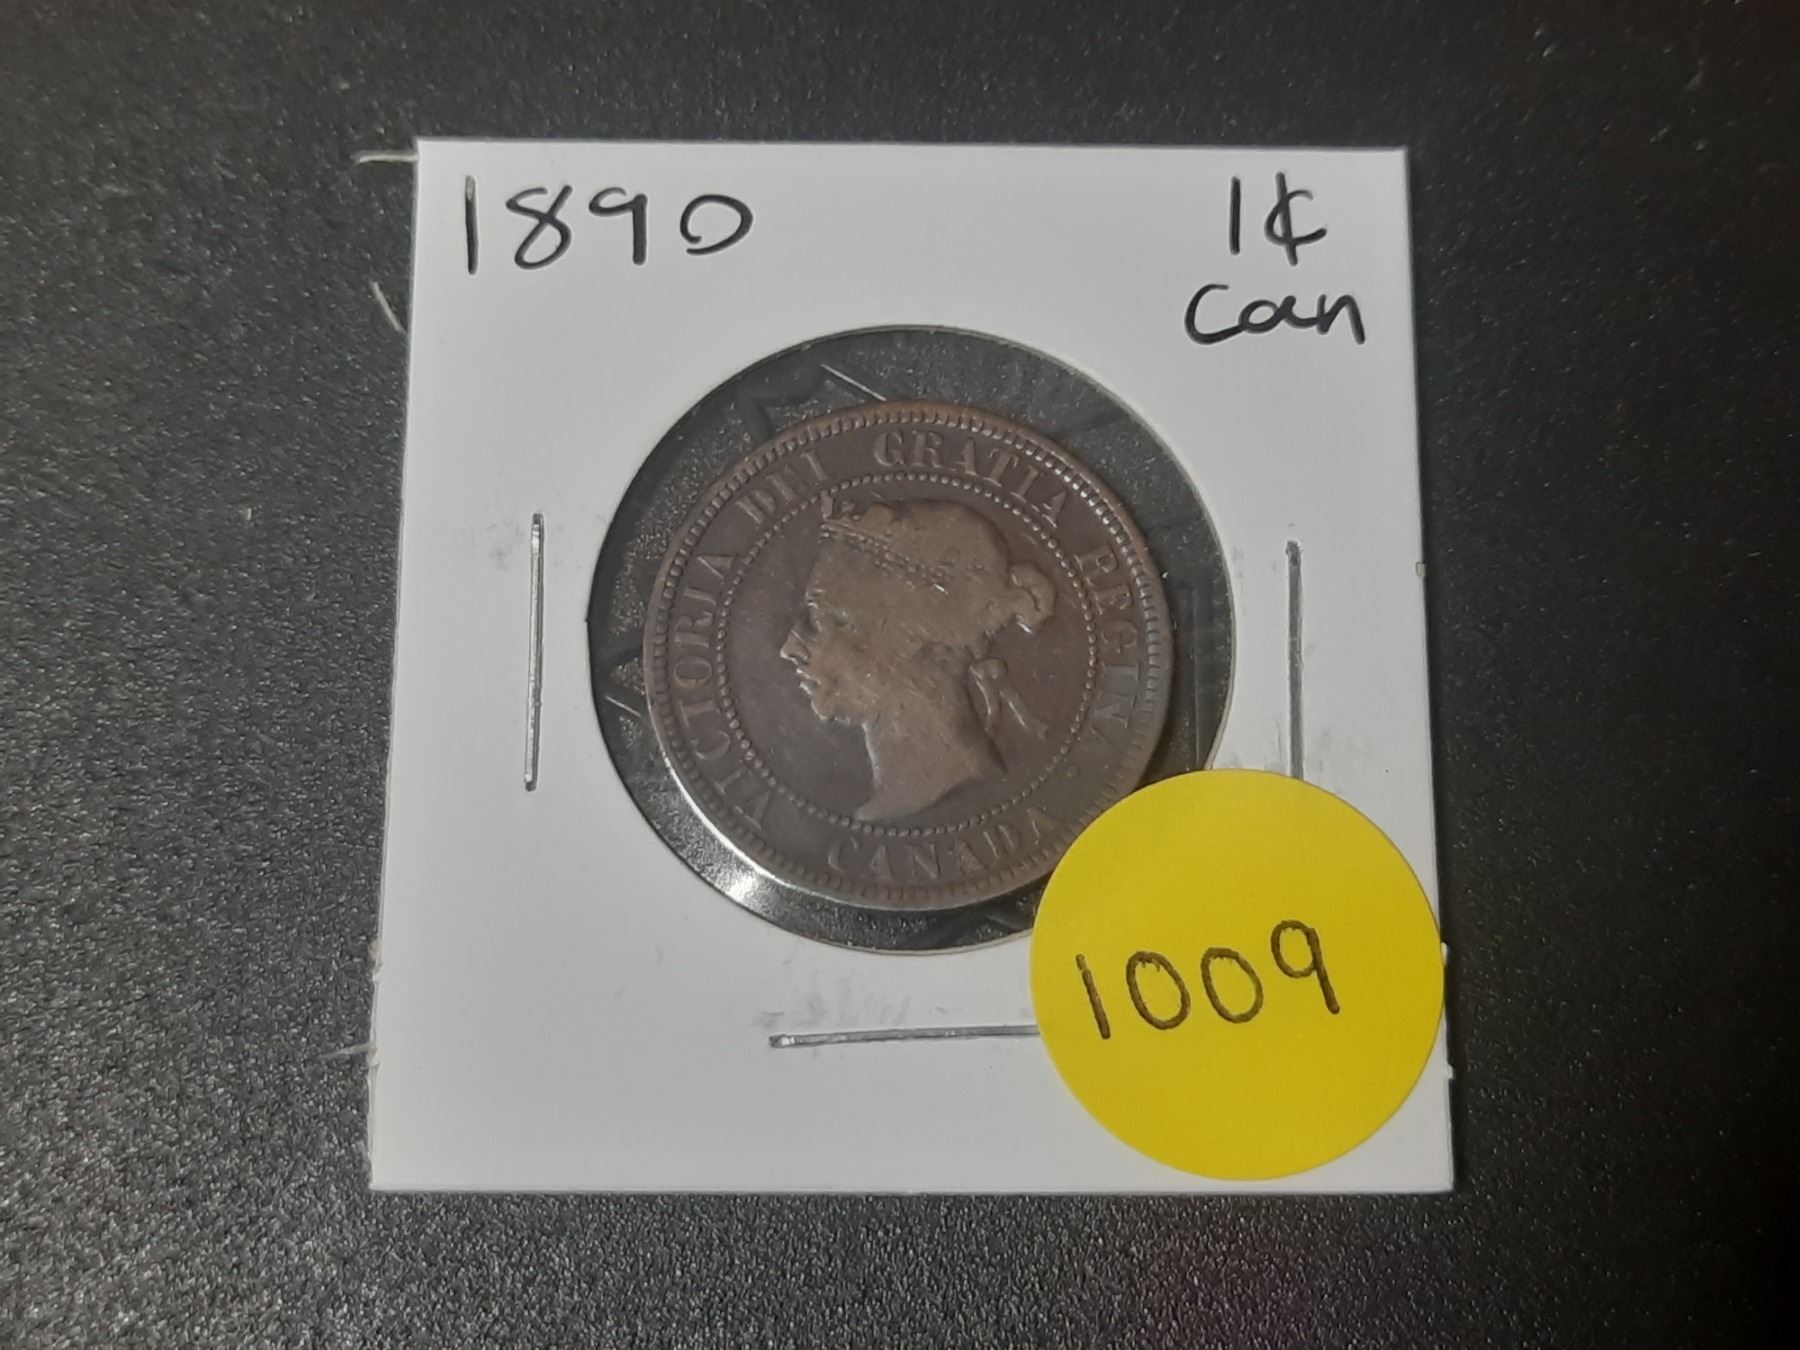 1890
1¢
Can
VICTORIA DEI GRATIA REGINA.
CANADA
1009